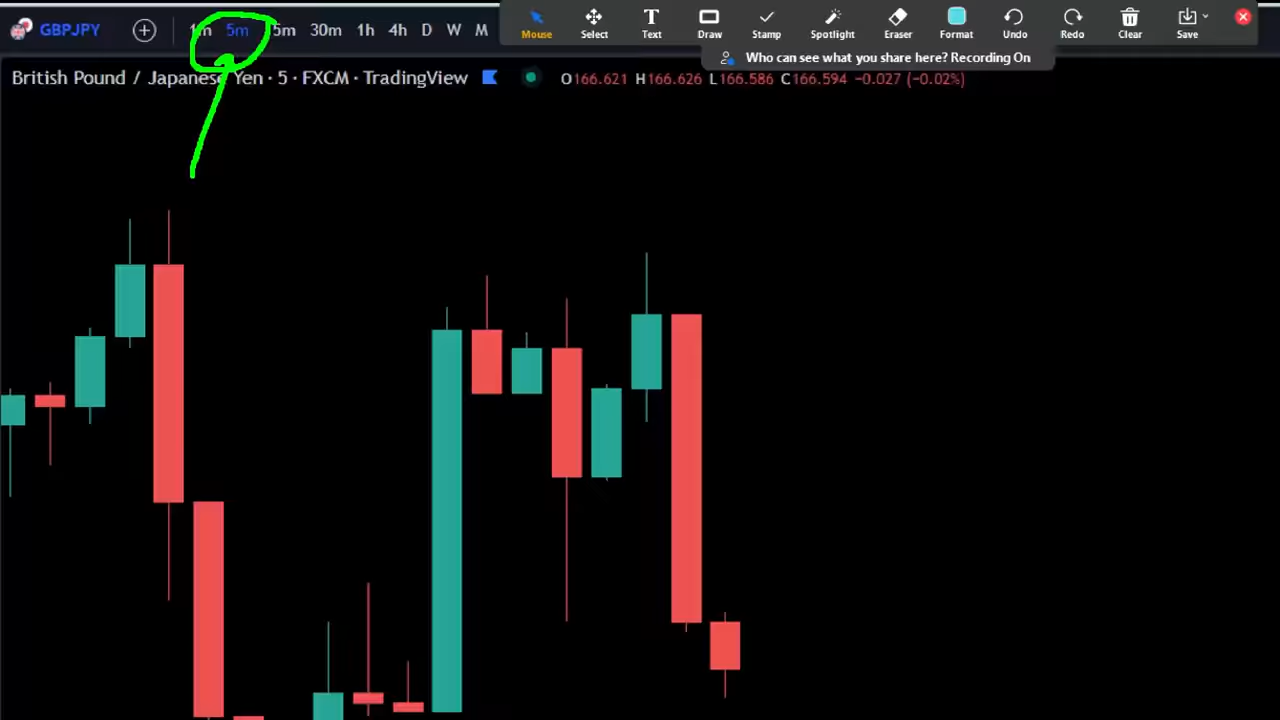 GBPJPY 5m 30m 1h 4h D W M
Mouse Select Text Draw Stamp Spotlight Eraser Format Undo Redo Clear Save
Who can see what you share here? Recording On
British Pound / Japanese Yen · 5 · FXCM · TradingView O166.621 H166.626 L166.586 C166.594 −0.027 (−0.02%)